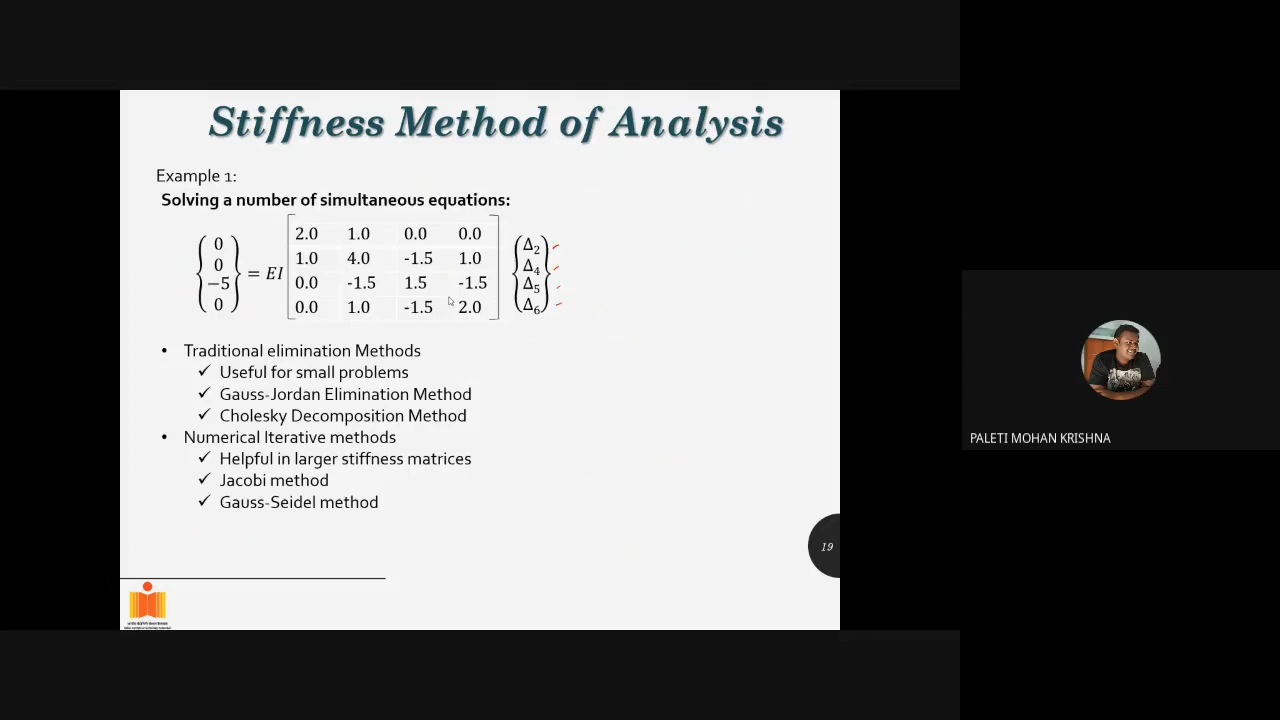 Stiffness Method of Analysis
Example 1:
Solving a number of simultaneous equations:
{0 0 −5 0} = EI [
2.0 1.0 0.0 0.0
1.0 4.0 -1.5 1.0
0.0 -1.5 1.5 -1.5
0.0 1.0 -1.5 2.0
] {Δ2 Δ4 Δ5 Δ6}
• Traditional elimination Methods
✓ Useful for small problems
✓ Gauss-Jordan Elimination Method
✓ Cholesky Decomposition Method
• Numerical Iterative methods
✓ Helpful in larger stiffness matrices
✓ Jacobi method
✓ Gauss-Seidel method
19
PALETI MOHAN KRISHNA